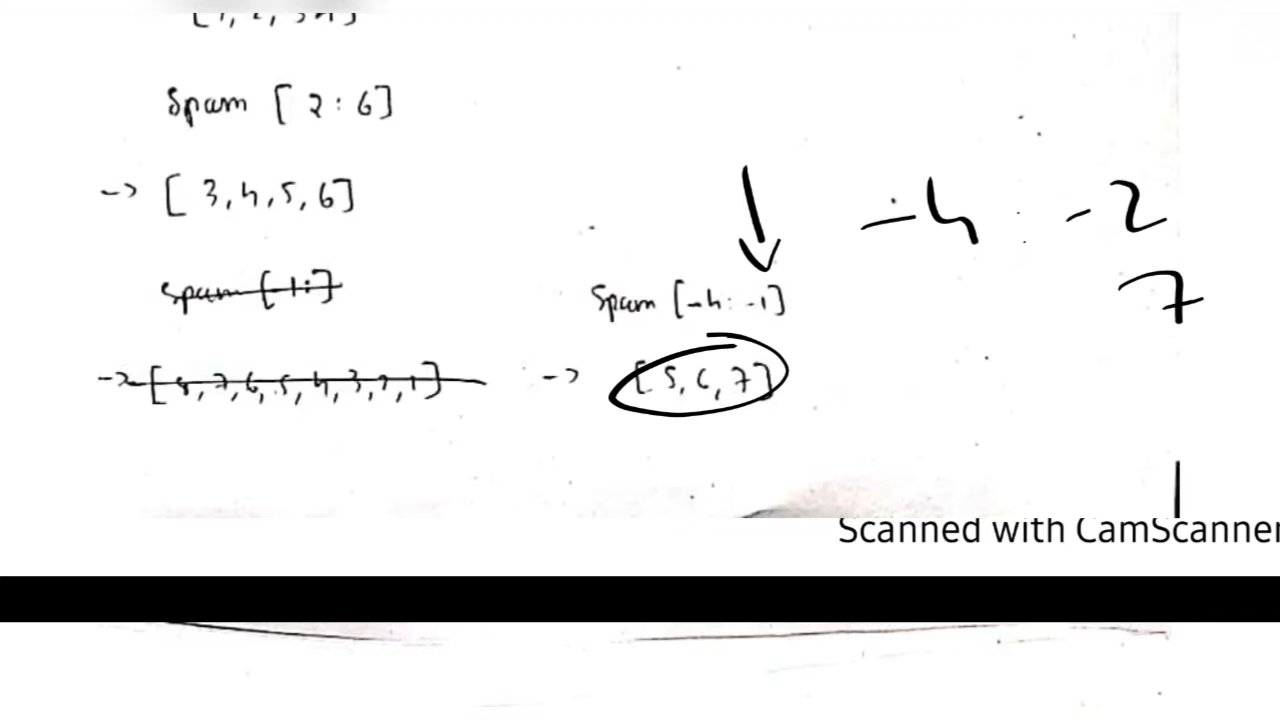 Spam [ 2 : 6]
-> [ 3, 4, 5, 6]
Spam [-1:]
-> [8, 7, 6, 5, 4, 3, 2, 1]
Spam [-4: -1]
-> [5, 6, 7]
-4 : -2
7
Scanned with CamScanner